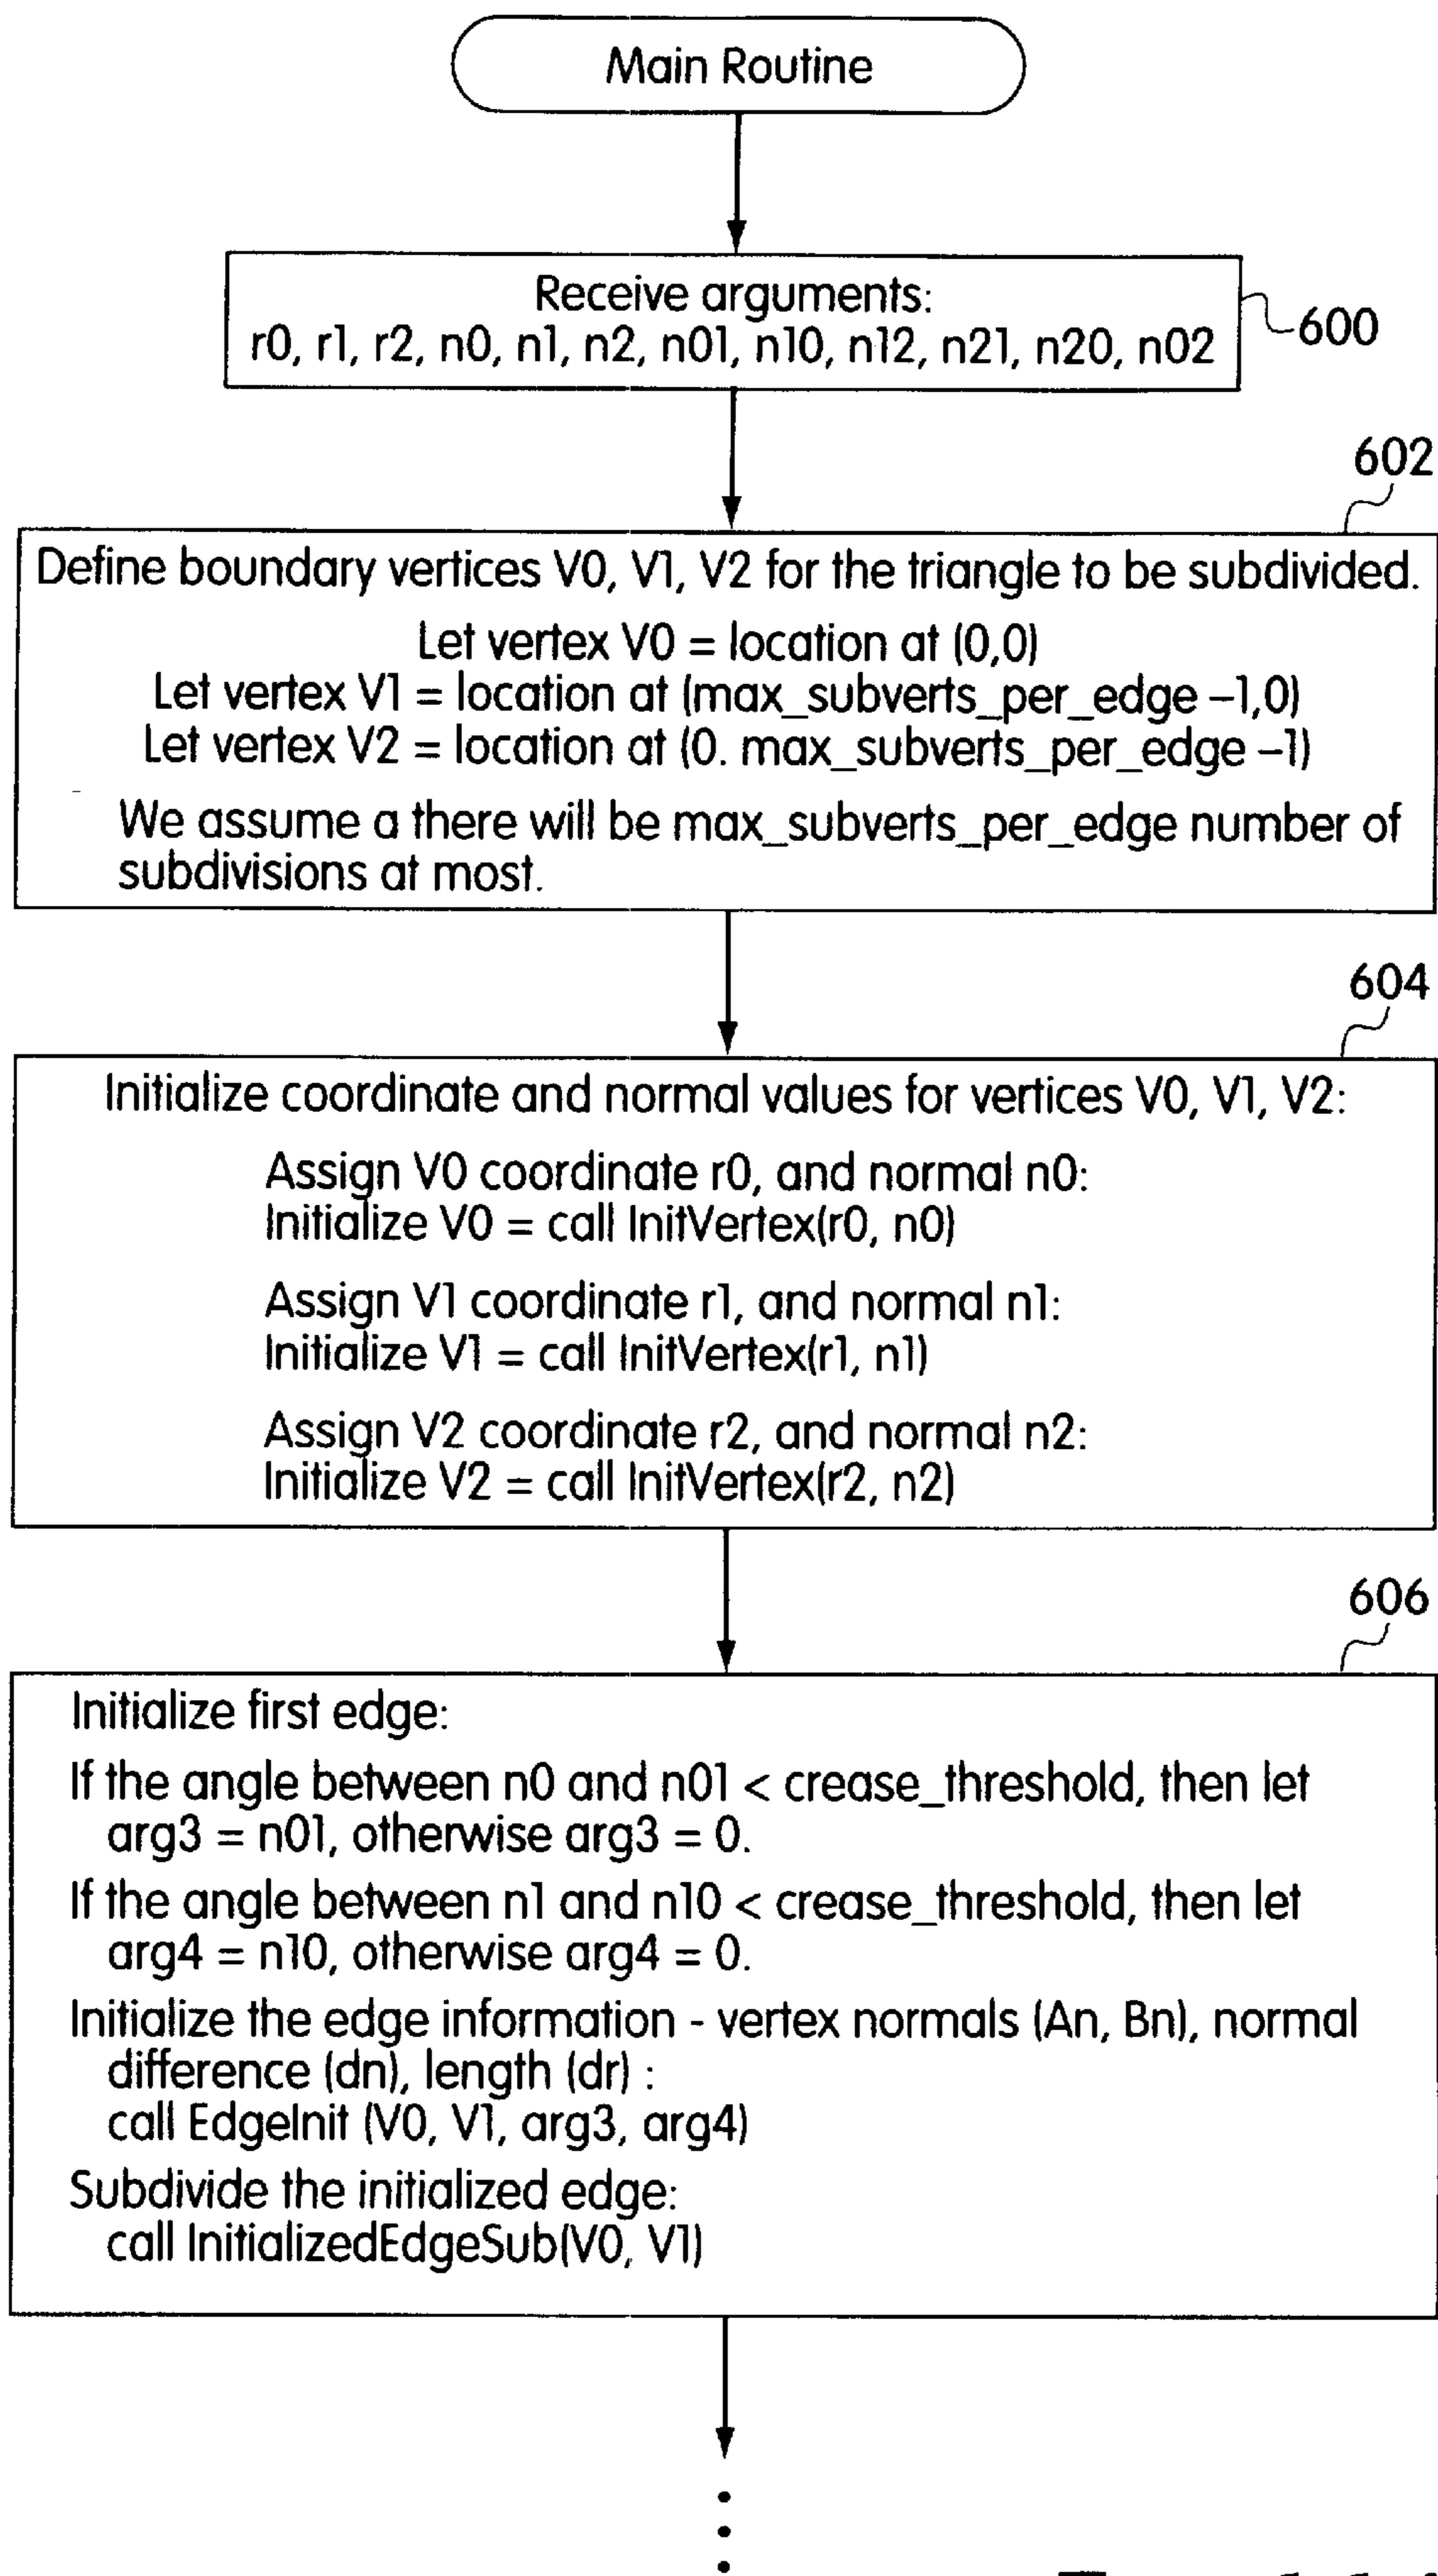 Main Routine
Receive arguments:
r0, r1, r2, n0, n1, n2, n01, n10, n12, n21, n20, n02
600
602
Define boundary vertices V0, V1, V2 for the triangle to be subdivided.
Let vertex V0 = location at (0,0)
Let vertex V1 = location at (max_subverts_per_edge –1,0)
Let vertex V2 = location at (0. max_subverts_per_edge –1)
We assume a there will be max_subverts_per_edge number of
subdivisions at most.
604
Initialize coordinate and normal values for vertices V0, V1, V2:
Assign V0 coordinate r0, and normal n0:
Initialize V0 = call InitVertex(r0, n0)
Assign V1 coordinate r1, and normal n1:
Initialize V1 = call InitVertex(r1, n1)
Assign V2 coordinate r2, and normal n2:
Initialize V2 = call InitVertex(r2, n2)
606
Initialize first edge:
If the angle between n0 and n01 < crease_threshold, then let
arg3 = n01, otherwise arg3 = 0.
If the angle between n1 and n10 < crease_threshold, then let
arg4 = n10, otherwise arg4 = 0.
Initialize the edge information - vertex normals (An, Bn), normal
difference (dn), length (dr) :
call EdgeInit (V0, V1, arg3, arg4)
Subdivide the initialized edge:
call InitializedEdgeSub(V0, V1)